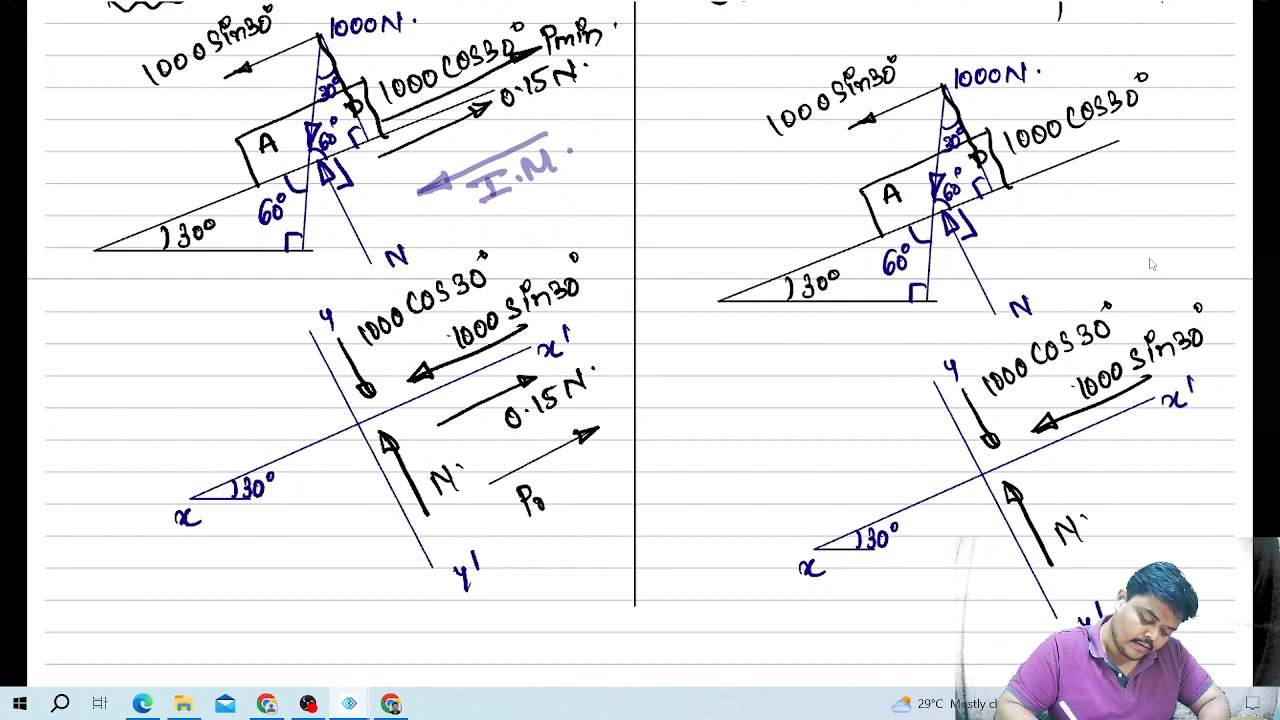 1000 sin30°
1000N.
1000 cos30°
Pmin.
0.15N.
30°
A
60°
I.M.
60°
30°
N
y
1000 cos30°
1000 sin30°
x'
0.15N.
N.
30°
x
y'
1000 sin30°
1000N.
1000 cos30°
30°
A
60°
60°
30°
N
y
1000 cos30°
1000 sin30°
x'
N.
30°
x
29°C Mostly